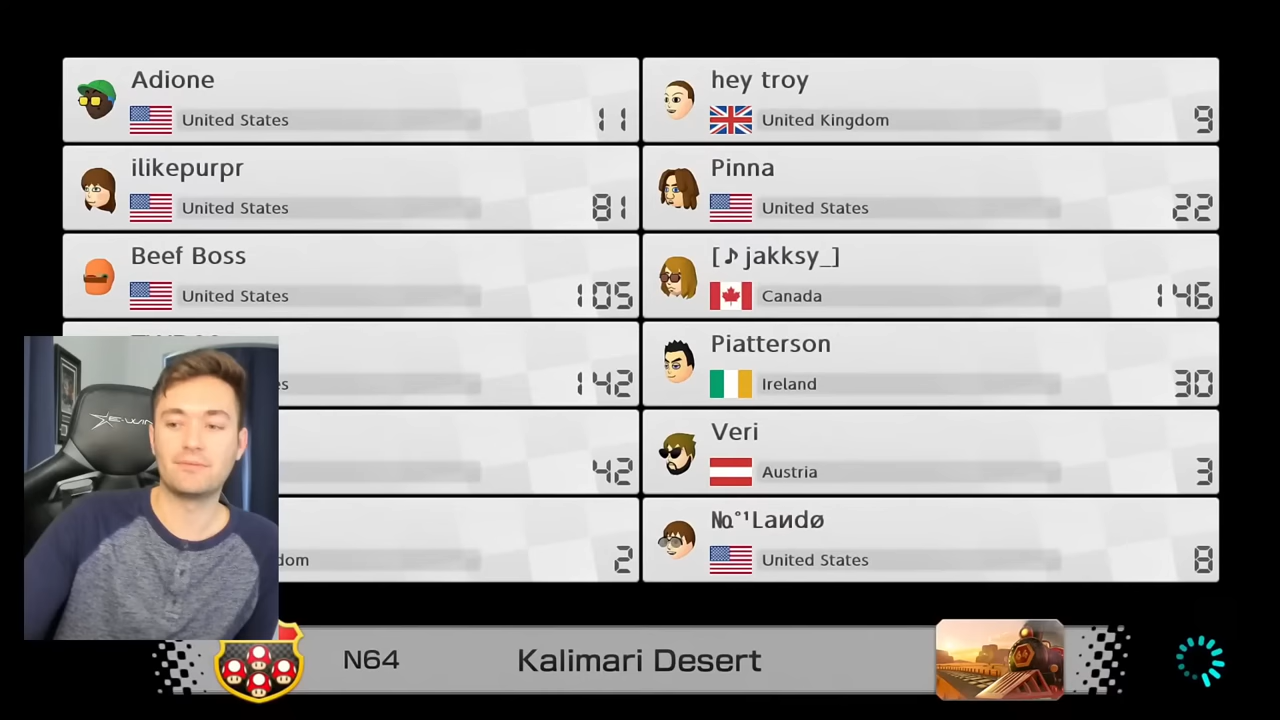 Adione
United States
11
ilikepurpr
United States
81
Beef Boss
United States
105
142
42
2
hey troy
United Kingdom
9
Pinna
United States
22
[♪jakksy_]
Canada
146
Piatterson
Ireland
30
Veri
Austria
3
№°¹Laиdø
United States
8
N64
Kalimari Desert